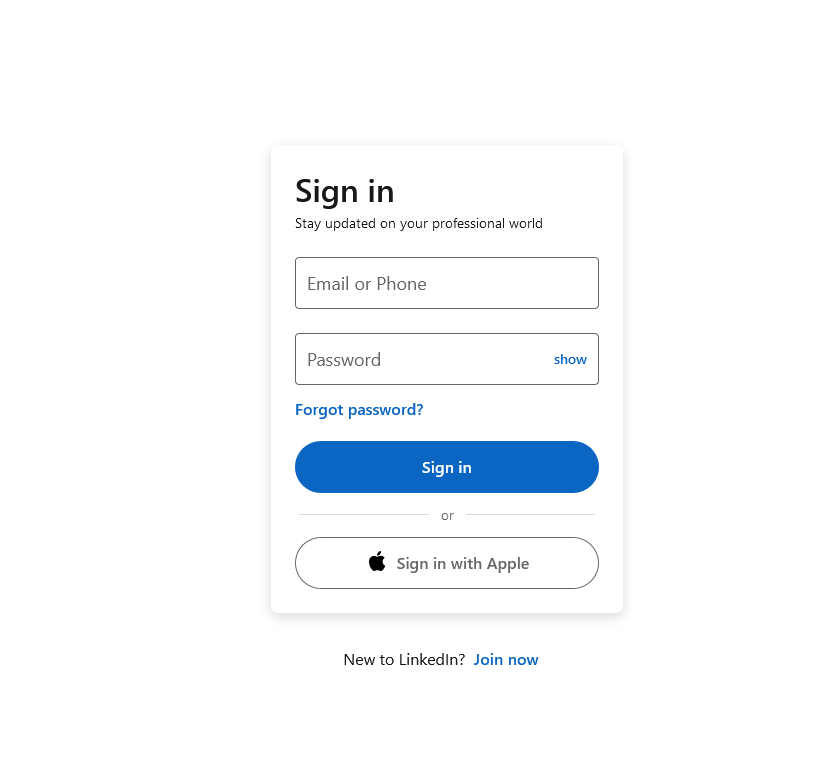 Sign in
Stay updated on your professional world
Email or Phone
Password show
Forgot password?
Sign in
or
Sign in with Apple
New to LinkedIn? Join now